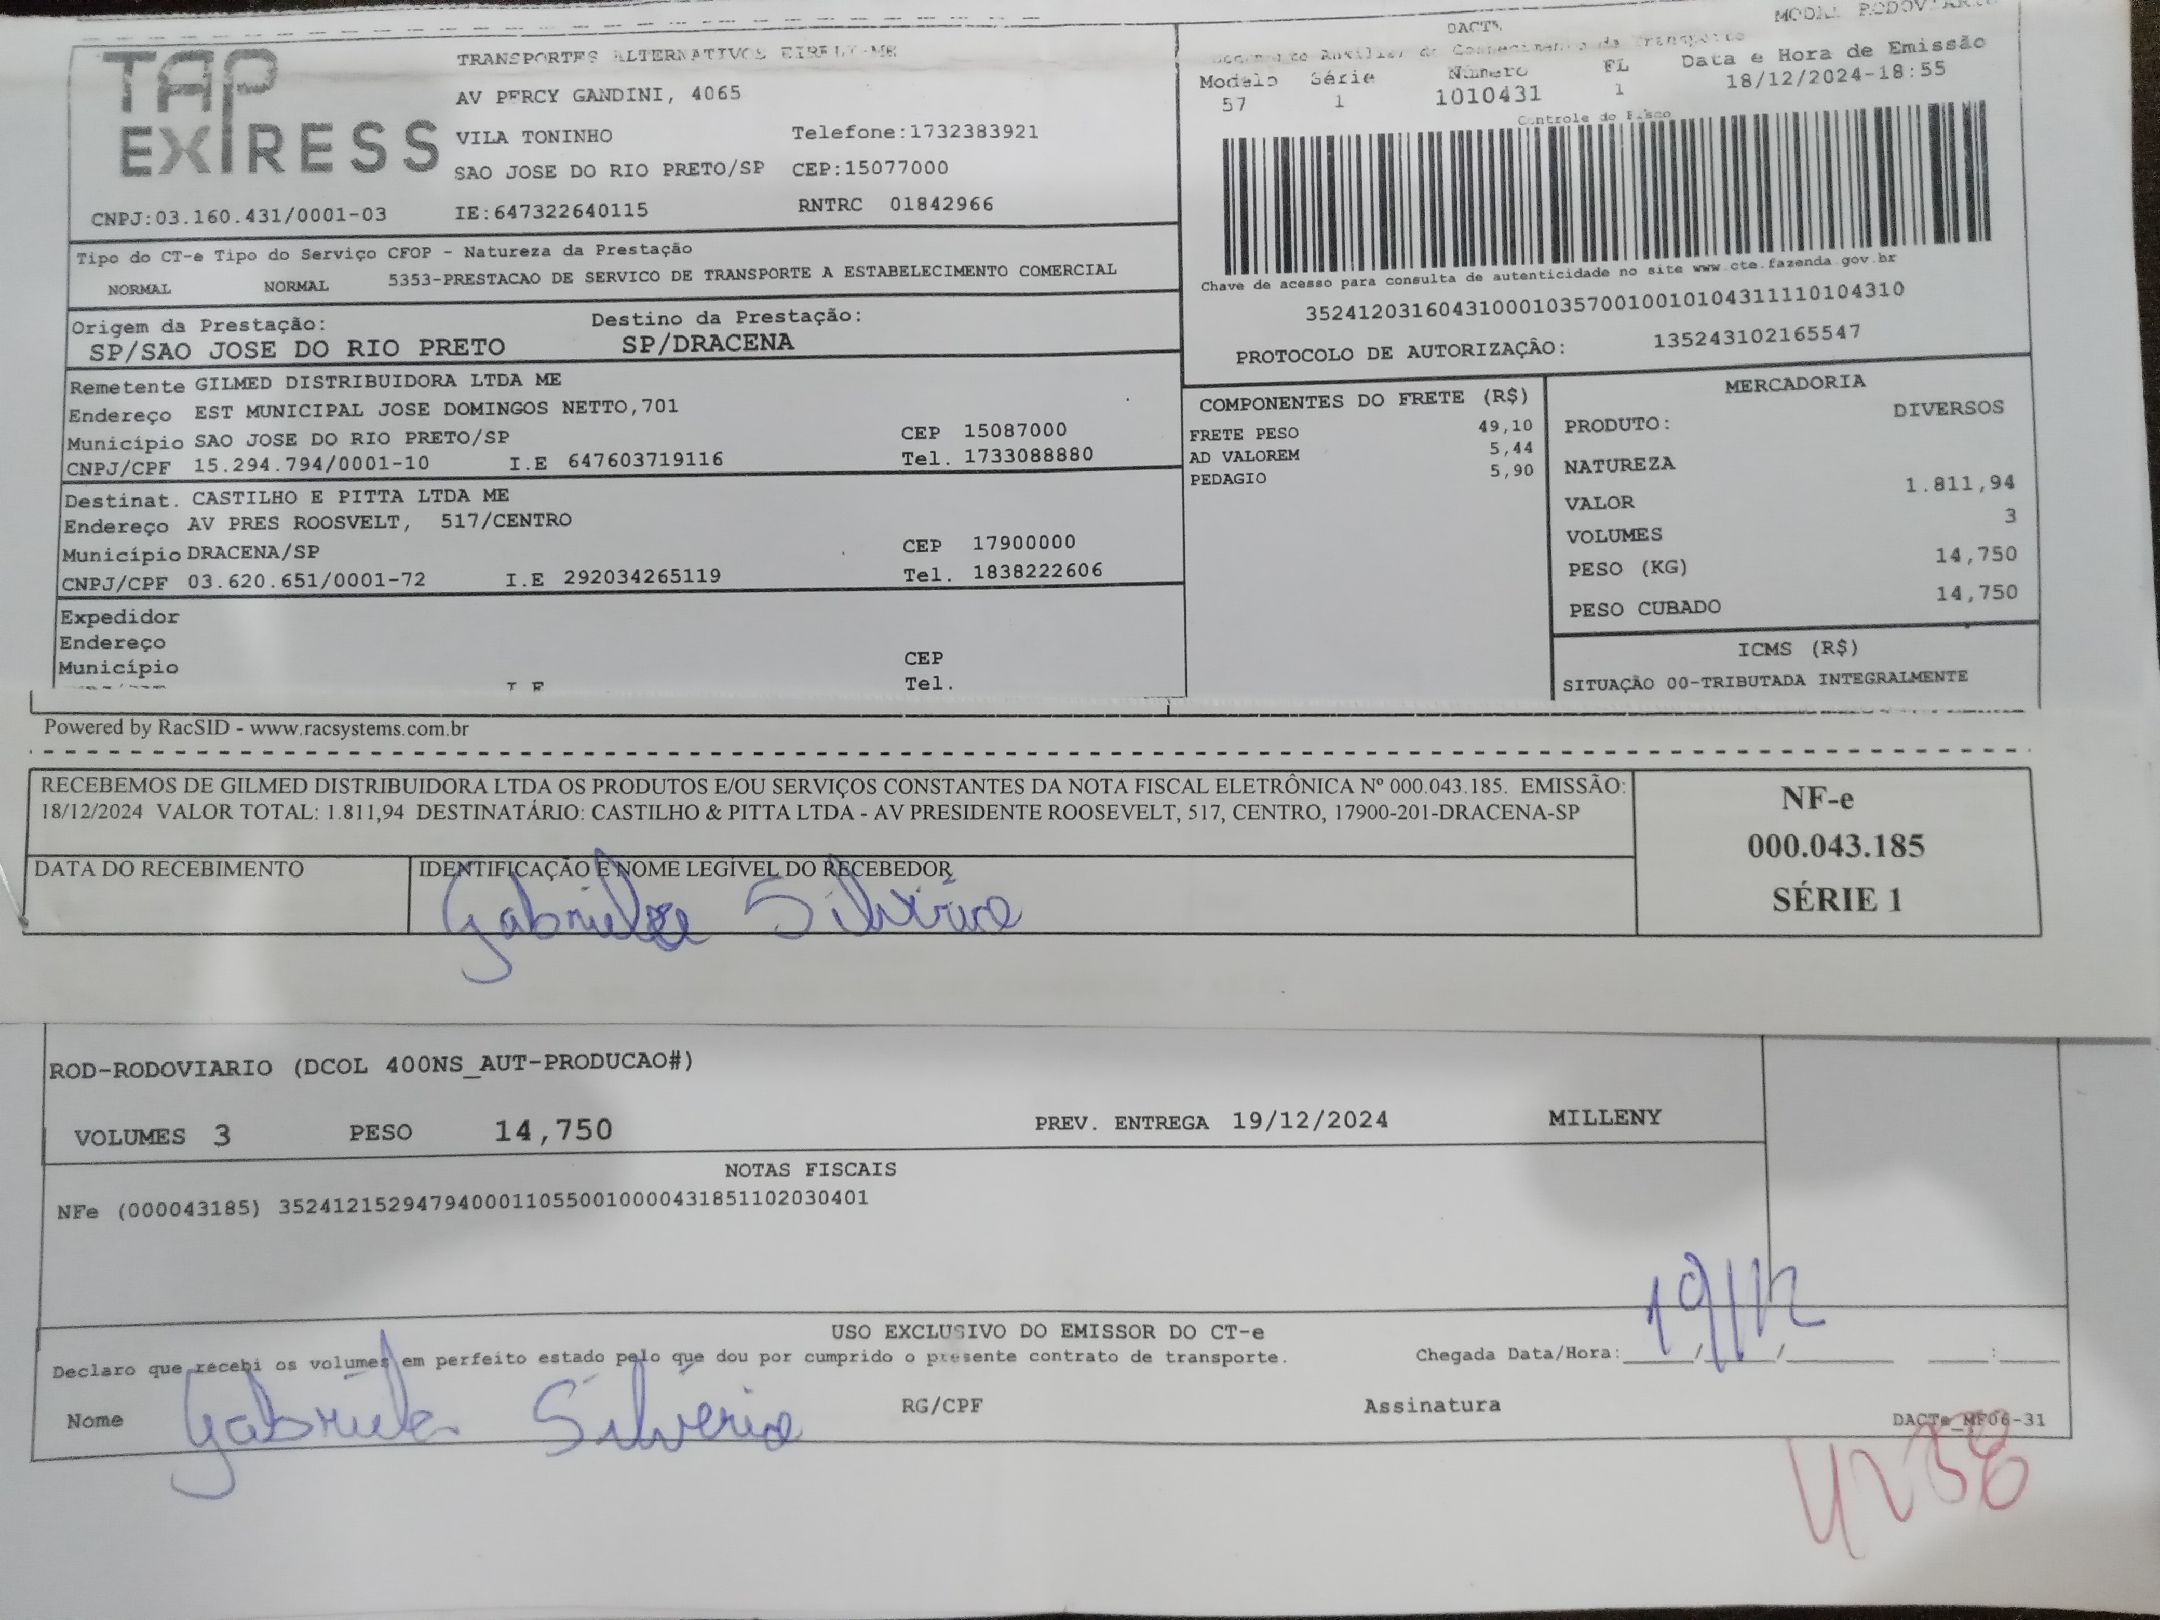 TAP
EXPRESS
TRANSPORTES ALTERNATIVOS EIRELI-ME
AV PERCY GANDINI, 4065
VILA TONINHO Telefone:1732383921
SAO JOSE DO RIO PRETO/SP CEP:15077000
CNPJ:03.160.431/0001-03 IE:647322640115 RNTRC 01842966
DACTE MODAL RODOVIARIO
Documento Auxiliar do Conhecimento de Transporte
Modelo Série Número FL Data e Hora de Emissão
57 1 1010431 1 18/12/2024-18:55
Controle do Fisco
Chave de acesso para consulta de autenticidade no site www.cte.fazenda.gov.br
35241203160431000103570010010104311110104310
PROTOCOLO DE AUTORIZAÇÃO: 135243102165547
Tipo do CT-e Tipo do Serviço CFOP - Natureza da Prestação
NORMAL NORMAL 5353-PRESTACAO DE SERVICO DE TRANSPORTE A ESTABELECIMENTO COMERCIAL
Origem da Prestação: Destino da Prestação:
SP/SAO JOSE DO RIO PRETO SP/DRACENA
Remetente GILMED DISTRIBUIDORA LTDA ME
Endereço EST MUNICIPAL JOSE DOMINGOS NETTO,701
Município SAO JOSE DO RIO PRETO/SP CEP 15087000
CNPJ/CPF 15.294.794/0001-10 I.E 647603719116 Tel. 1733088880
Destinat. CASTILHO E PITTA LTDA ME
Endereço AV PRES ROOSVELT, 517/CENTRO
Município DRACENA/SP CEP 17900000
CNPJ/CPF 03.620.651/0001-72 I.E 292034265119 Tel. 1838222606
Expedidor
Endereço
Município CEP
I.E Tel.
COMPONENTES DO FRETE (R$)
FRETE PESO 49,10
AD VALOREM 5,44
PEDAGIO 5,90
MERCADORIA
PRODUTO: DIVERSOS
NATUREZA
VALOR 1.811,94
VOLUMES 3
PESO (KG) 14,750
PESO CUBADO 14,750
ICMS (R$)
SITUAÇÃO 00-TRIBUTADA INTEGRALMENTE
Powered by RacSID - www.racsystems.com.br
RECEBEMOS DE GILMED DISTRIBUIDORA LTDA OS PRODUTOS E/OU SERVIÇOS CONSTANTES DA NOTA FISCAL ELETRÔNICA Nº 000.043.185. EMISSÃO:
18/12/2024 VALOR TOTAL: 1.811,94 DESTINATÁRIO: CASTILHO & PITTA LTDA - AV PRESIDENTE ROOSEVELT, 517, CENTRO, 17900-201-DRACENA-SP
DATA DO RECEBIMENTO IDENTIFICAÇÃO E NOME LEGÍVEL DO RECEBEDOR
Gabriele Silvério
NF-e
000.043.185
SÉRIE 1
ROD-RODOVIARIO (DCOL 400NS_AUT-PRODUCAO#)
VOLUMES 3 PESO 14,750 PREV. ENTREGA 19/12/2024 MILLENY
NOTAS FISCAIS
NFe (000043185) 35241215294794000110550010000431851102030401
USO EXCLUSIVO DO EMISSOR DO CT-e
Declaro que recebi os volumes em perfeito estado pelo que dou por cumprido o presente contrato de transporte. Chegada Data/Hora: 19/12
Nome Gabriele Silvério RG/CPF Assinatura
DACTe_MF06-31